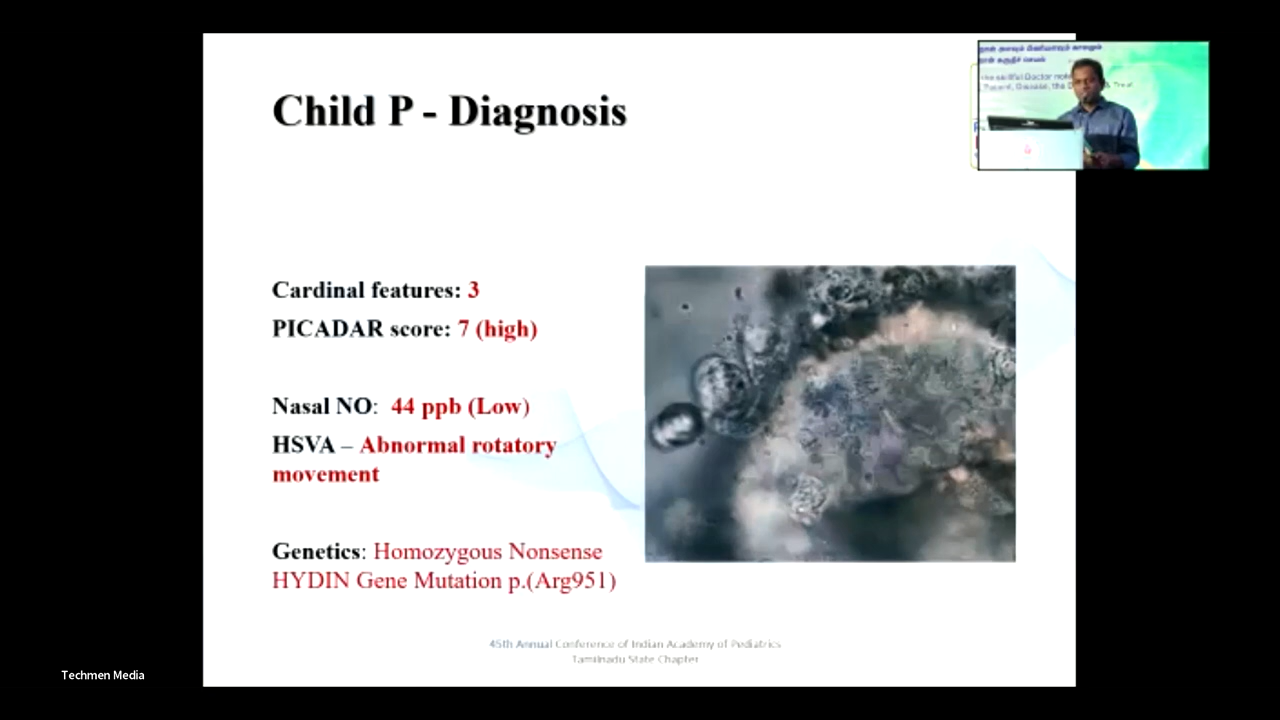 Child P - Diagnosis
Cardinal features: 3
PICADAR score: 7 (high)
Nasal NO: 44 ppb (Low)
HSVA – Abnormal rotatory
movement
Genetics: Homozygous Nonsense
HYDIN Gene Mutation p.(Arg951)
45th Annual Conference of Indian Academy of Pediatrics
Tamilnadu State Chapter
Techmen Media